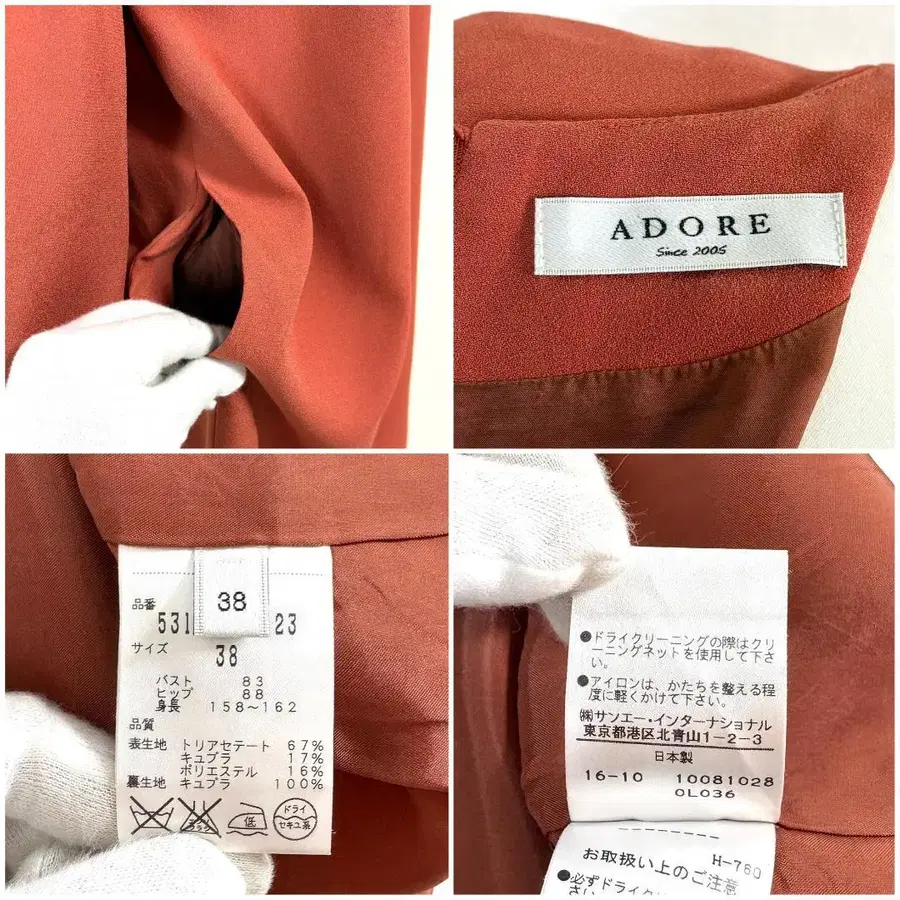 ADORE
Since 2005
38
品番
531 23
サイズ
38
バスト 83
ヒップ 88
身長 158〜162
品質
表生地 トリアセテート 67%
キュプラ 17%
ポリエステル 16%
裏生地 キュプラ 100%
低
ドライ
セキユ系
●ドライクリーニングの際はクリ
ーニングネットを使用して下さ
い。
●アイロンは、かたちを整える程
度に軽くかけて下さい。
㈱サンエー・インターナショナル
東京都港区北青山1-2-3
日本製
16-10 10081028
0L036
H-760
お取扱い上のご注意
●必ずドライク